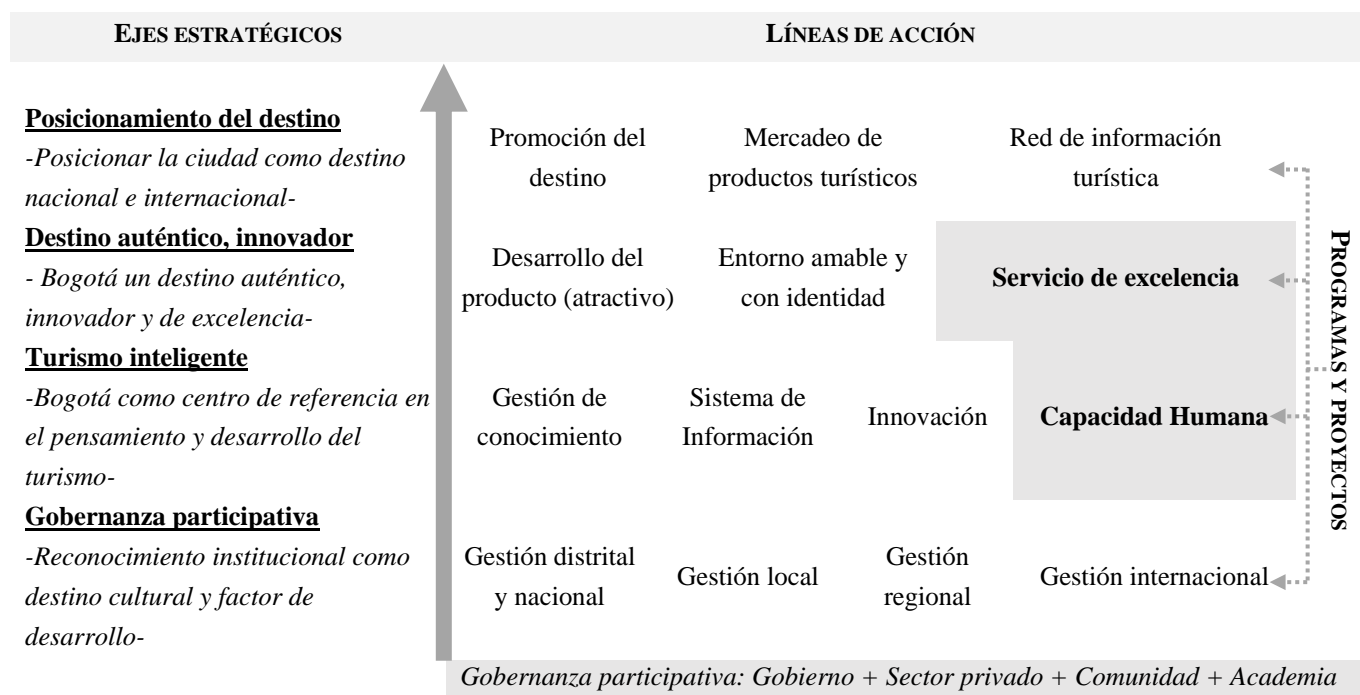 EJES ESTRATÉGICOS
LÍNEAS DE ACCIÓN
Posicionamiento del destino
-Posicionar la ciudad como destino
nacional e internacional-
Promoción del
destino
Mercadeo de
productos turísticos
Red de información
turística
Destino auténtico, innovador
- Bogotá un destino auténtico,
innovador y de excelencia-
Desarrollo del
producto (atractivo)
Entorno amable y
con identidad
Servicio de excelencia
Turismo inteligente
-Bogotá como centro de referencia en
el pensamiento y desarrollo del
turismo-
Gestión de
conocimiento
Sistema de
Información
Innovación
Capacidad Humana
Gobernanza participativa
-Reconocimiento institucional como
destino cultural y factor de
desarrollo-
Gestión distrital
y nacional
Gestión local
Gestión
regional
Gestión internacional
PROGRAMAS Y PROYECTOS
Gobernanza participativa: Gobierno + Sector privado + Comunidad + Academia